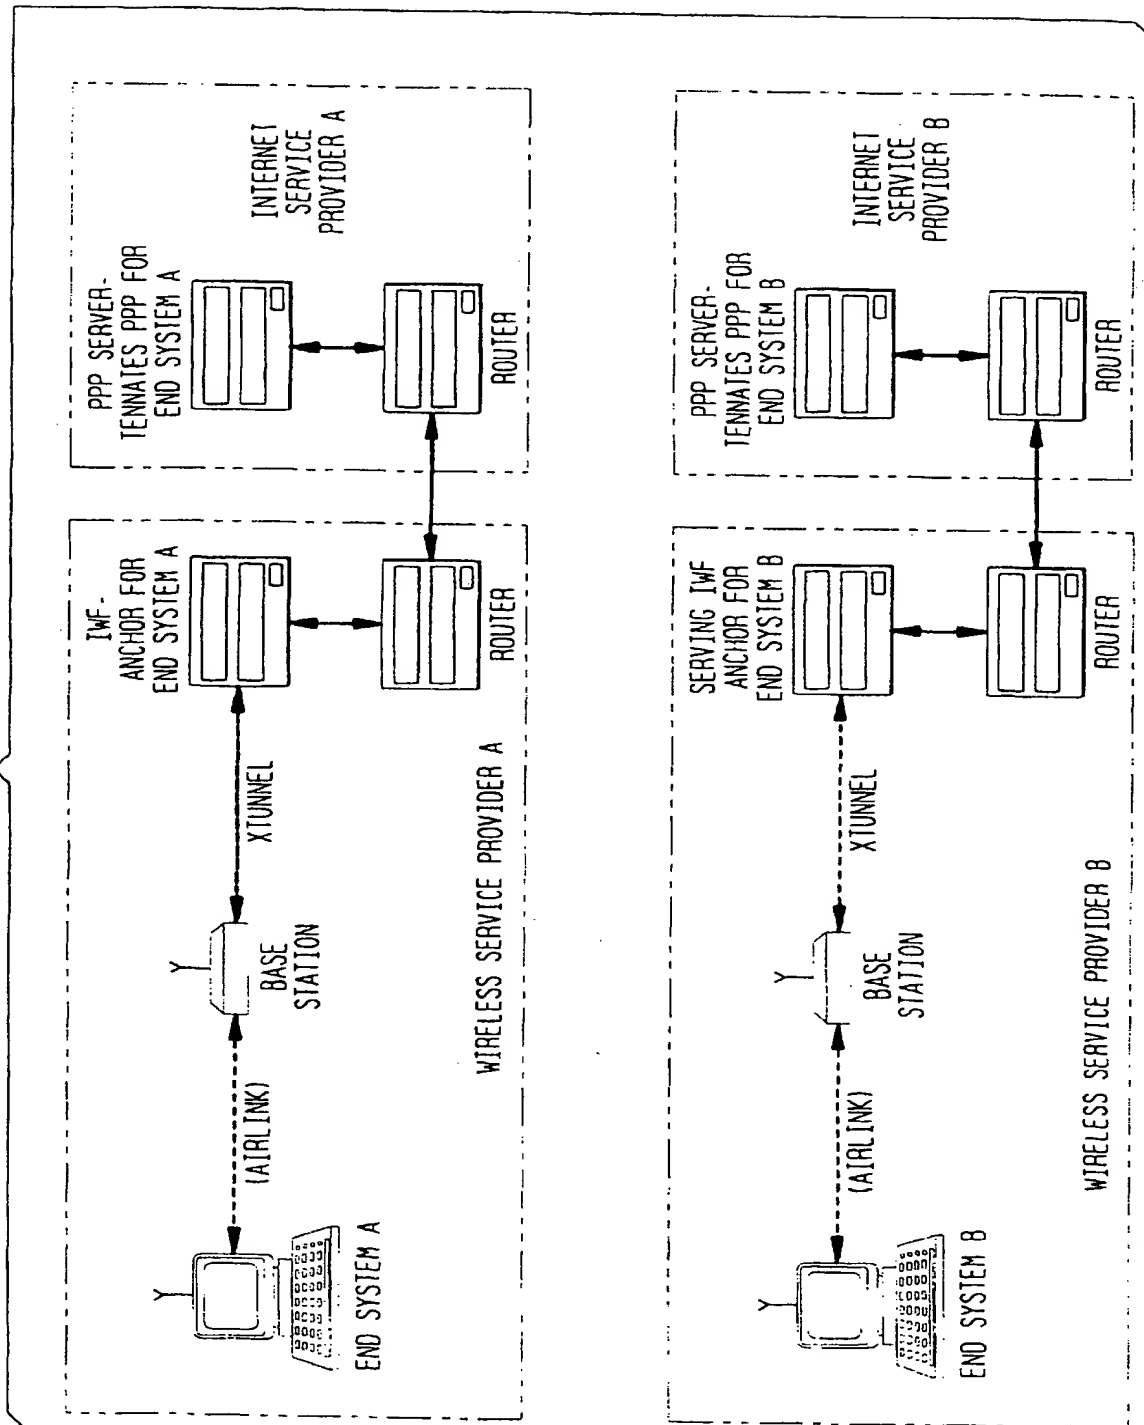 INTERNET
SERVICE
PROVIDER A
PPP SERVER-
TENNATES PPP FOR
END SYSTEM A
ROUTER
IWF-
ANCHOR FOR
END SYSTEM A
ROUTER
XTUNNEL
BASE
STATION
(AIRLINK)
END SYSTEM A
WIRELESS SERVICE PROVIDER A
INTERNET
SERVICE
PROVIDER B
PPP SERVER-
TENNATES PPP FOR
END SYSTEM B
ROUTER
SERVING IWF
ANCHOR FOR
END SYSTEM B
ROUTER
XTUNNEL
BASE
STATION
(AIRLINK)
END SYSTEM B
WIRELESS SERVICE PROVIDER B